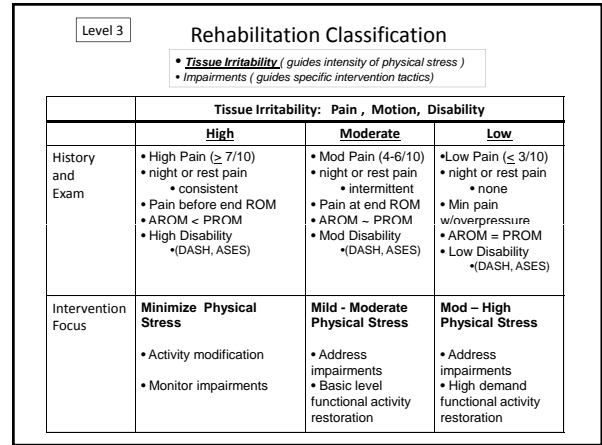 Level 3
Rehabilitation Classification
• Tissue Irritability ( guides intensity of physical stress )
• Impairments ( guides specific intervention tactics)
Tissue Irritability: Pain , Motion, Disability
High
Moderate
Low
History
and
Exam
• High Pain (≥ 7/10)
• night or rest pain
• consistent
• Pain before end ROM
• AROM < PROM
• High Disability
•(DASH, ASES)
• Mod Pain (4-6/10)
• night or rest pain
• intermittent
• Pain at end ROM
• AROM ~ PROM
• Mod Disability
•(DASH, ASES)
•Low Pain (≤ 3/10)
• night or rest pain
• none
• Min pain
w/overpressure
• AROM = PROM
• Low Disability
•(DASH, ASES)
Intervention
Focus
Minimize Physical
Stress
• Activity modification
• Monitor impairments
Mild - Moderate
Physical Stress
• Address
impairments
• Basic level
functional activity
restoration
Mod – High
Physical Stress
• Address
impairments
• High demand
functional activity
restoration